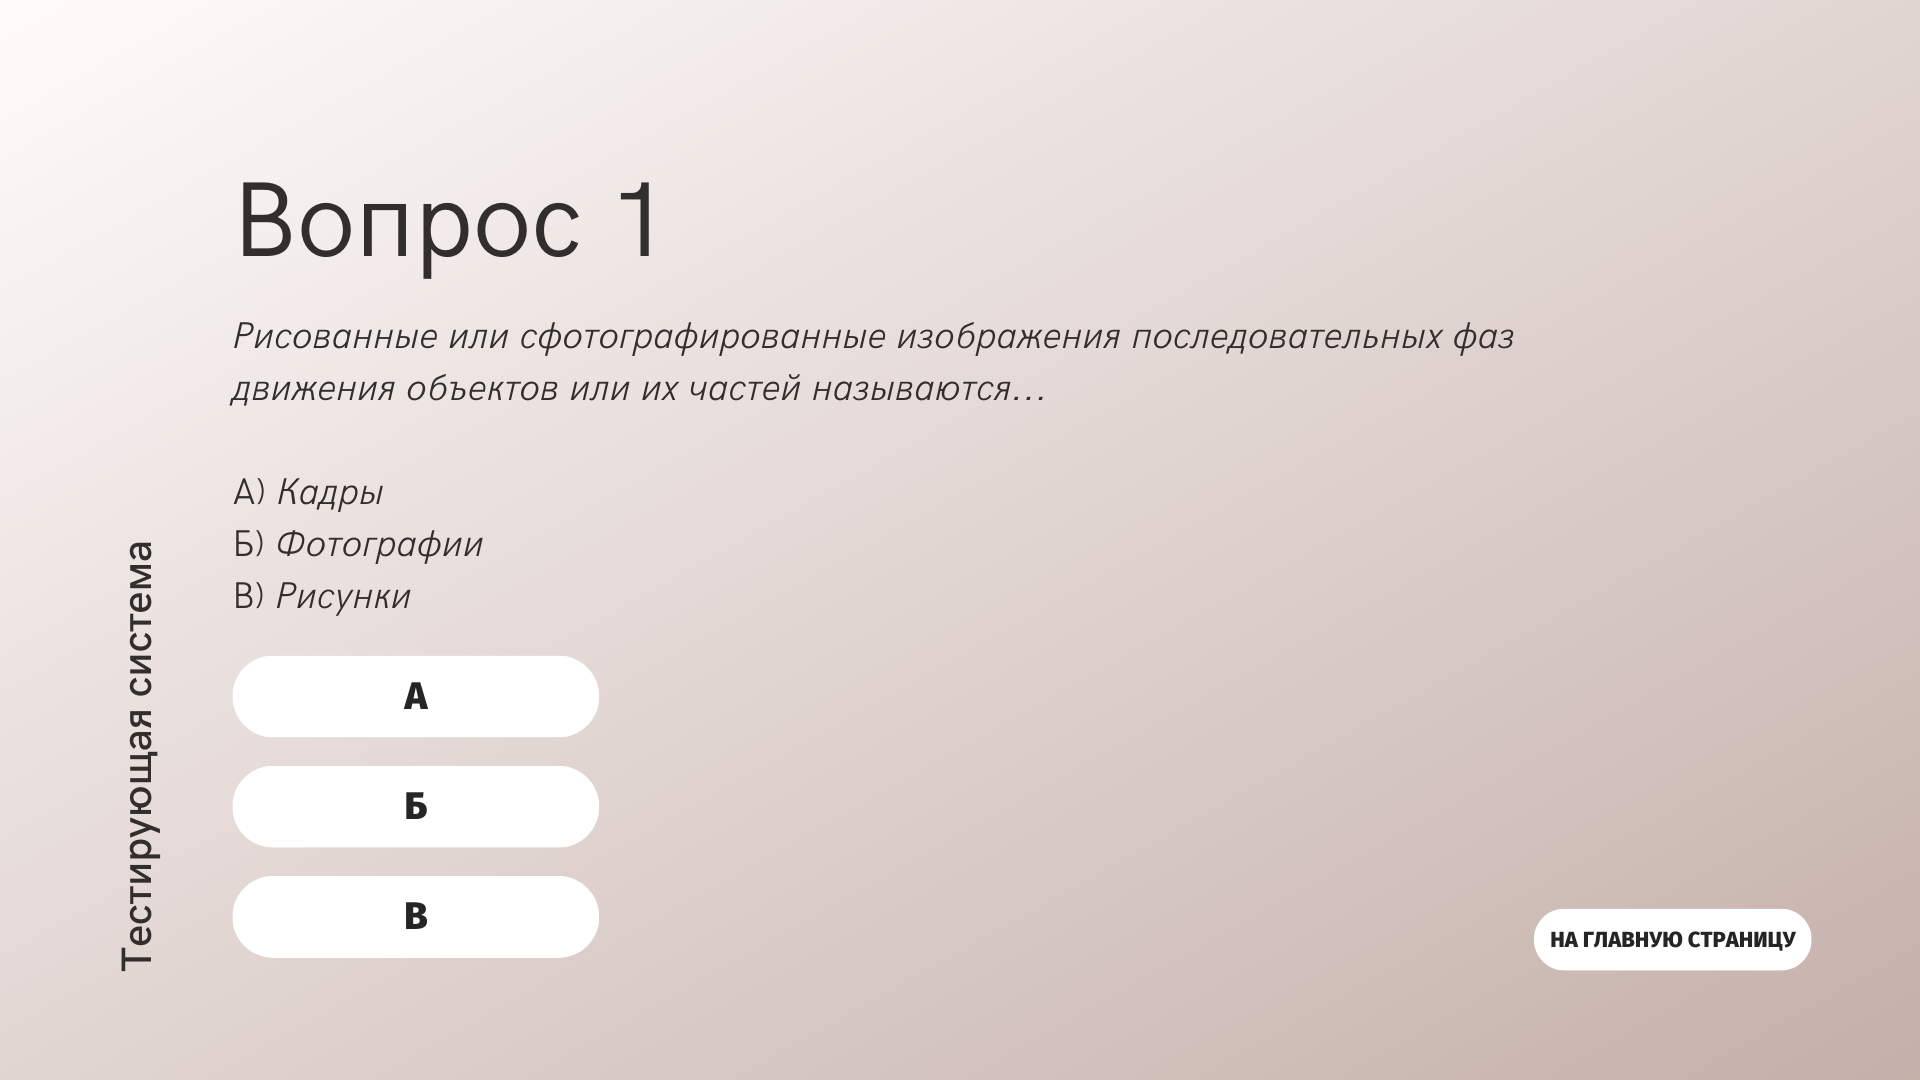 Вопрос 1
Рисованные или сфотографированные изображения последовательных фаз
движения объектов или их частей называются…
А) Кадры
Б) Фотографии
В) Рисунки
А
Б
В
Тестирующая система
НА ГЛАВНУЮ СТРАНИЦУ